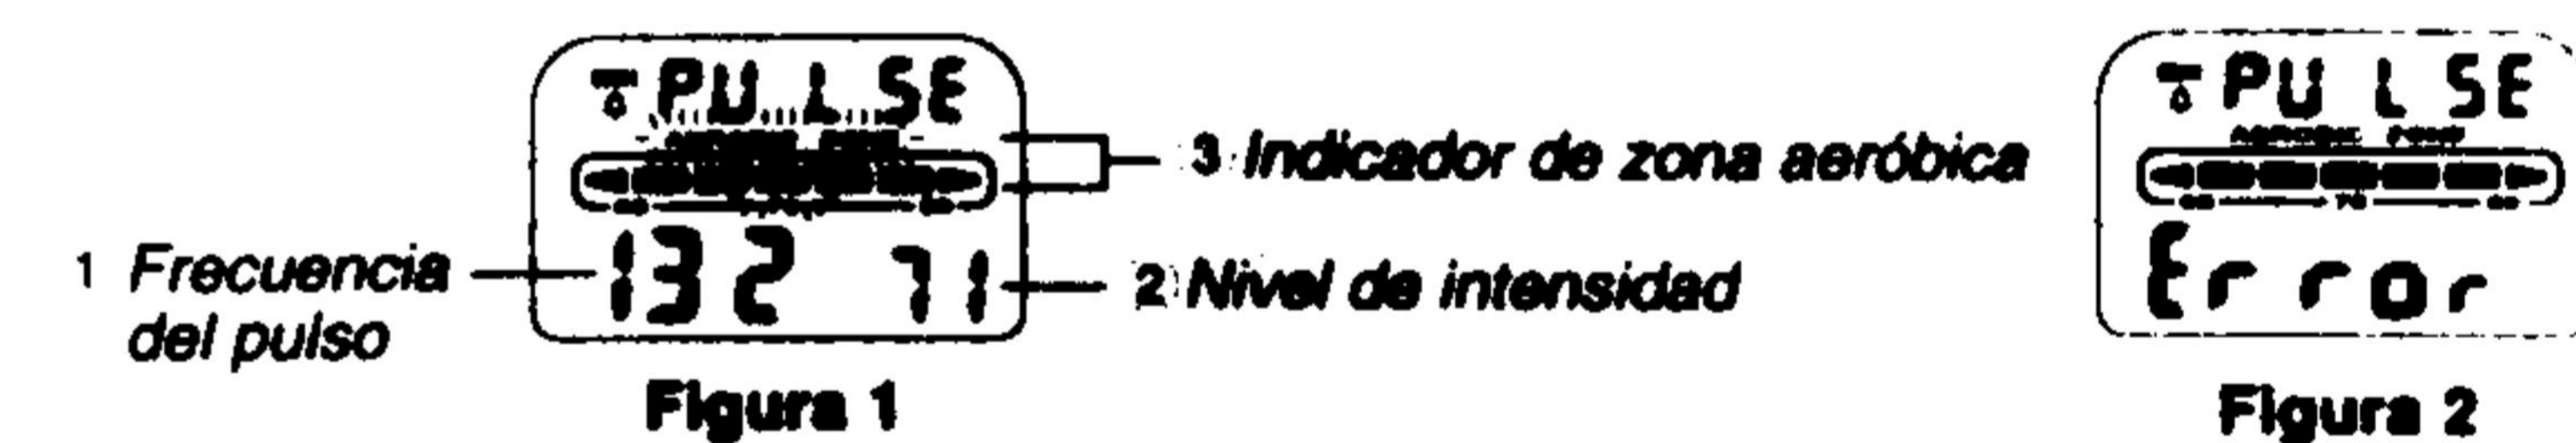 PULSE
3 Indicador de zona aeróbica
1 Frecuencia
del pulso
132 71
2 Nivel de intensidad
Figura 1
PULSE
70
Error
Figura 2